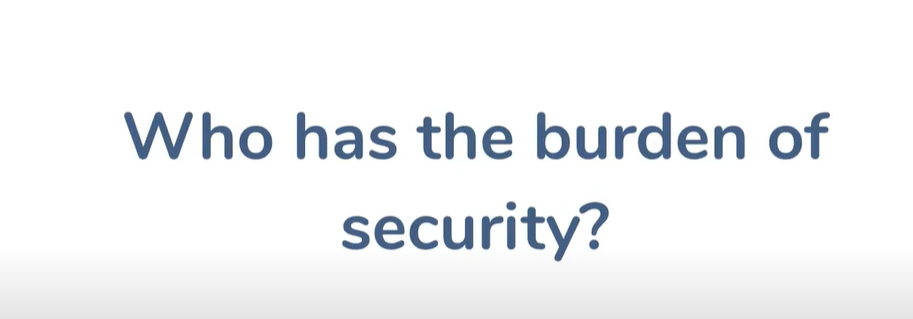 Who has the burden of
security?